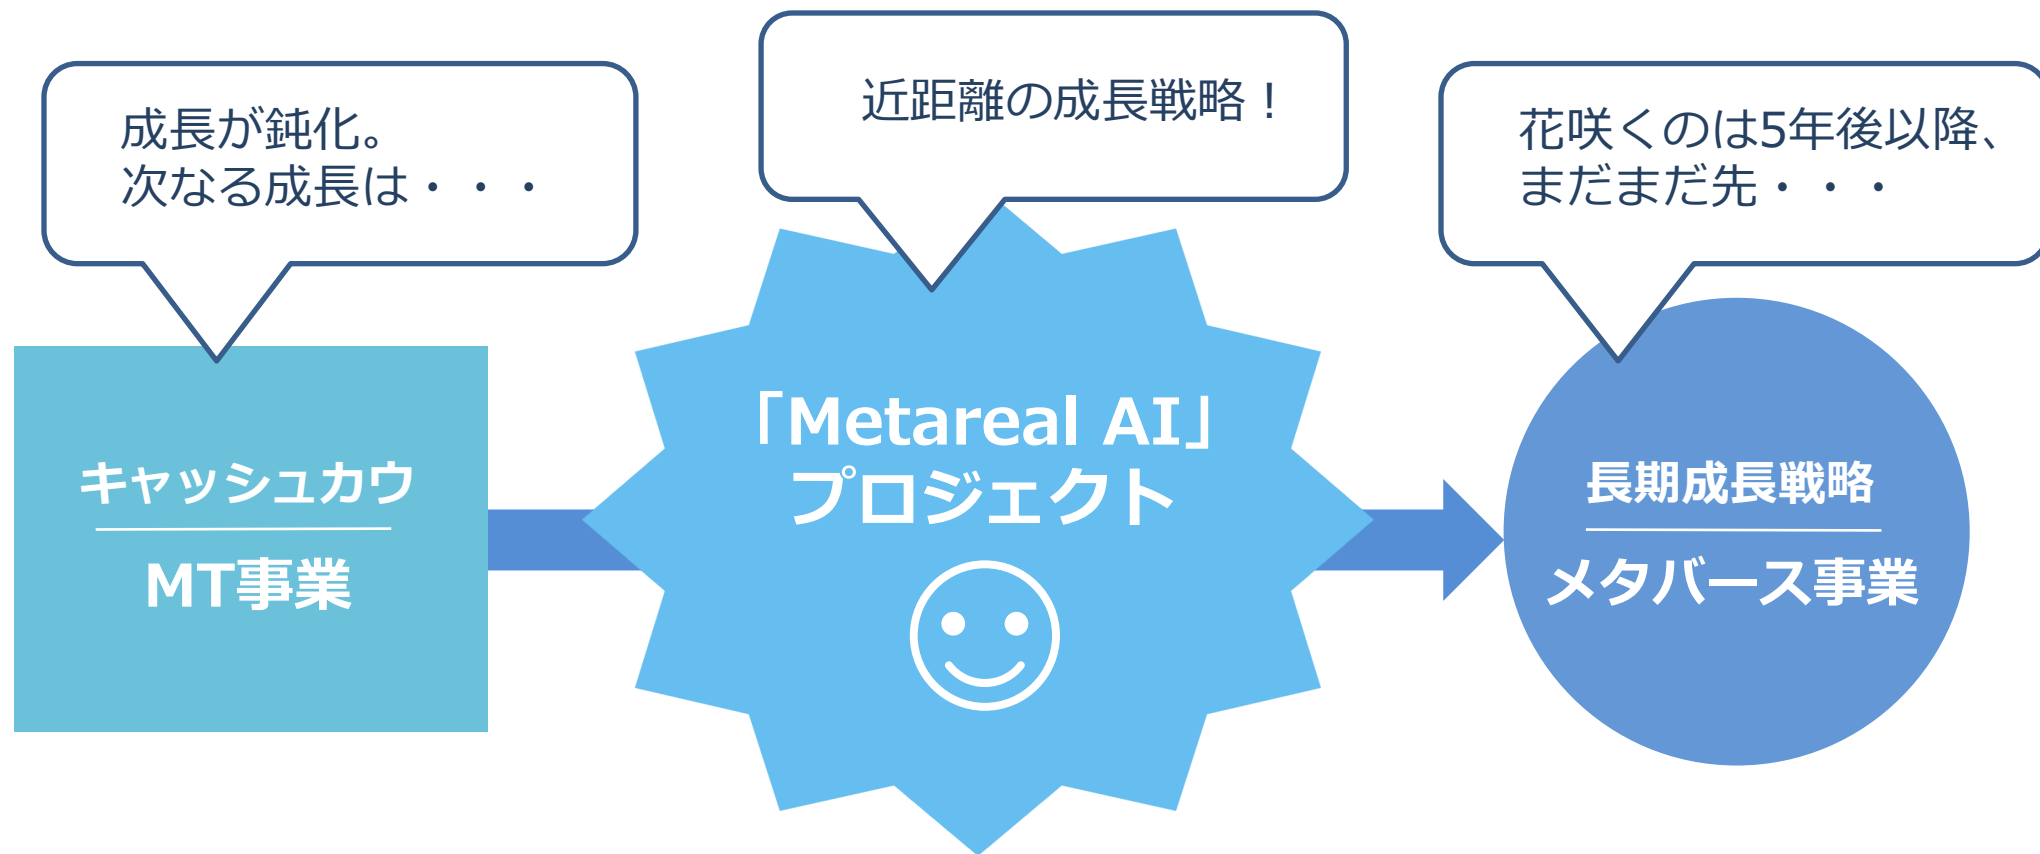 成長が鈍化。
次なる成長は・・・
近距離の成長戦略！
花咲くのは5年後以降、
まだまだ先・・・
キャッシュカウ
MT事業
「Metareal AI」
プロジェクト
長期成長戦略
メタバース事業